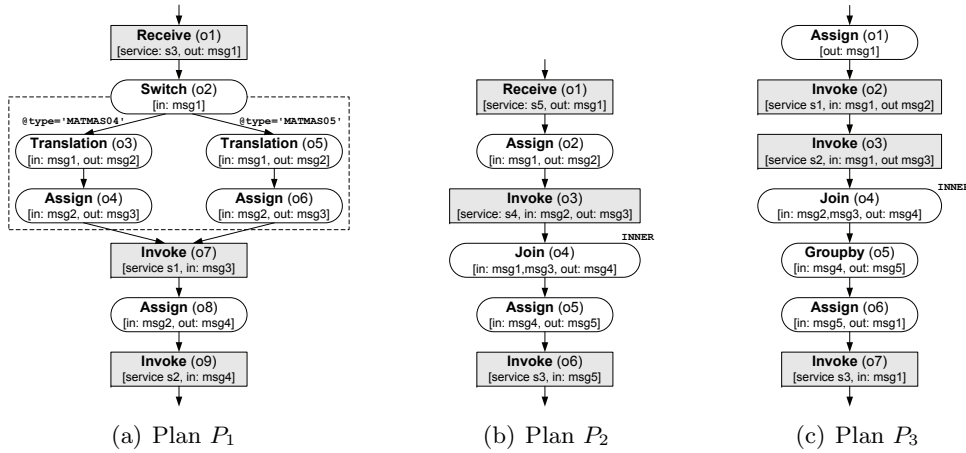 Receive (o1)
[service: s3, out: msg1]
Switch (o2)
[in: msg1]
@type='MATMAS04'
@type='MATMAS05'
Translation (o3)
[in: msg1, out: msg2]
Translation (o5)
[in: msg1, out: msg2]
Assign (o4)
[in: msg2, out: msg3]
Assign (o6)
[in: msg2, out: msg3]
Invoke (o7)
[service s1, in: msg3]
Assign (o8)
[in: msg2, out: msg4]
Invoke (o9)
[service s2, in: msg4]
(a) Plan P1
Receive (o1)
[service: s5, out: msg1]
Assign (o2)
[in: msg1, out: msg2]
Invoke (o3)
[service: s4, in: msg2, out: msg3]
INNER
Join (o4)
[in: msg1,msg3, out: msg4]
Assign (o5)
[in: msg4, out: msg5]
Invoke (o6)
[service s3, in: msg5]
(b) Plan P2
Assign (o1)
[out: msg1]
Invoke (o2)
[service s1, in: msg1, out msg2]
Invoke (o3)
[service s2, in: msg1, out msg3]
INNER
Join (o4)
[in: msg2,msg3, out: msg4]
Groupby (o5)
[in: msg4, out: msg5]
Assign (o6)
[in: msg5, out: msg1]
Invoke (o7)
[service s3, in: msg1]
(c) Plan P3